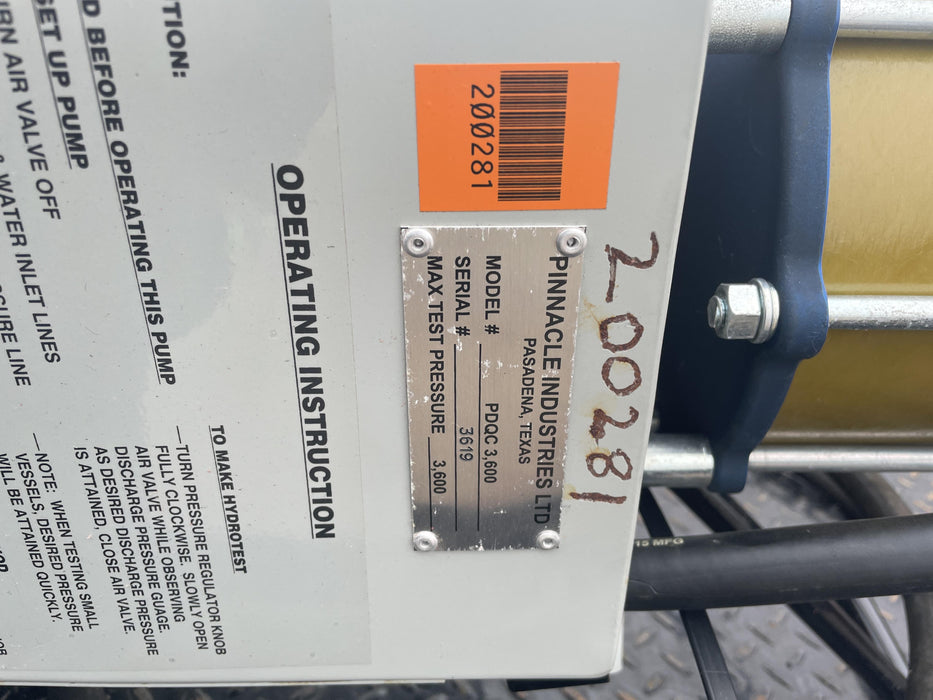 200281
PINNACLE INDUSTRIES LTD
PASADENA, TEXAS
MODEL # PDQC 3,600
SERIAL # 3619
MAX.TEST PRESSURE 3,600
200281
OPERATING INSTRUCTION
TION:
D BEFORE OPERATING THIS PUMP
SET UP PUMP
URN AIR VALVE OFF
& WATER INLET LINES
LINE
TO MAKE HYDROTEST
—TURN PRESSURE REGULATOR KNOB
FULLY CLOCKWISE. SLOWLY OPEN
AIR VALVE WHILE OBSERVING
DISCHARGE PRESSURE GUAGE.
AS DESIRED DISCHARGE PRESSURE
IS ATTAINED, CLOSE AIR VALVE.
—NOTE: WHEN TESTING SMALL
VESSELS, DESIRED PRESSURE
WILL BE ATTAINED QUICKLY.
15 MFG